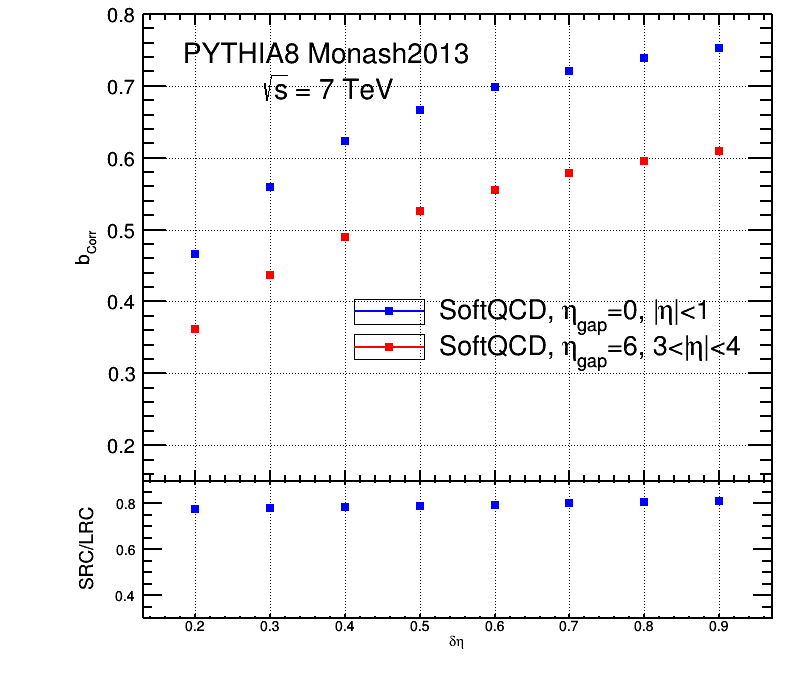 PYTHIA8 Monash2013
√s = 7 TeV
0.8
0.7
0.6
0.5
0.4
0.3
0.2
b_Corr
SoftQCD, η_gap=0, |η|<1
SoftQCD, η_gap=6, 3<|η|<4
0.8
0.6
0.4
SRC/LRC
0.2 0.3 0.4 0.5 0.6 0.7 0.8 0.9
δη